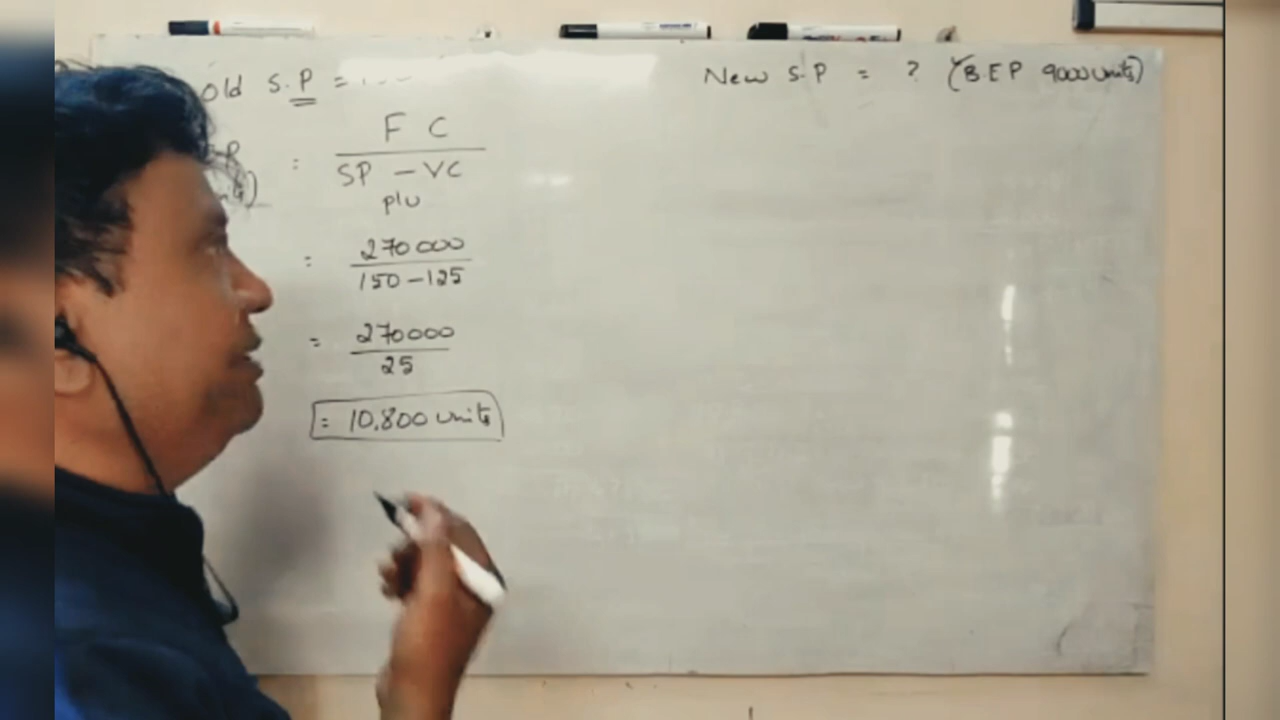 old S.P =
New S.P = ? (B.E.P 9000 units)
= F C
SP - VC
p/u
= 270000
150 - 125
= 270000
25
= 10,800 units